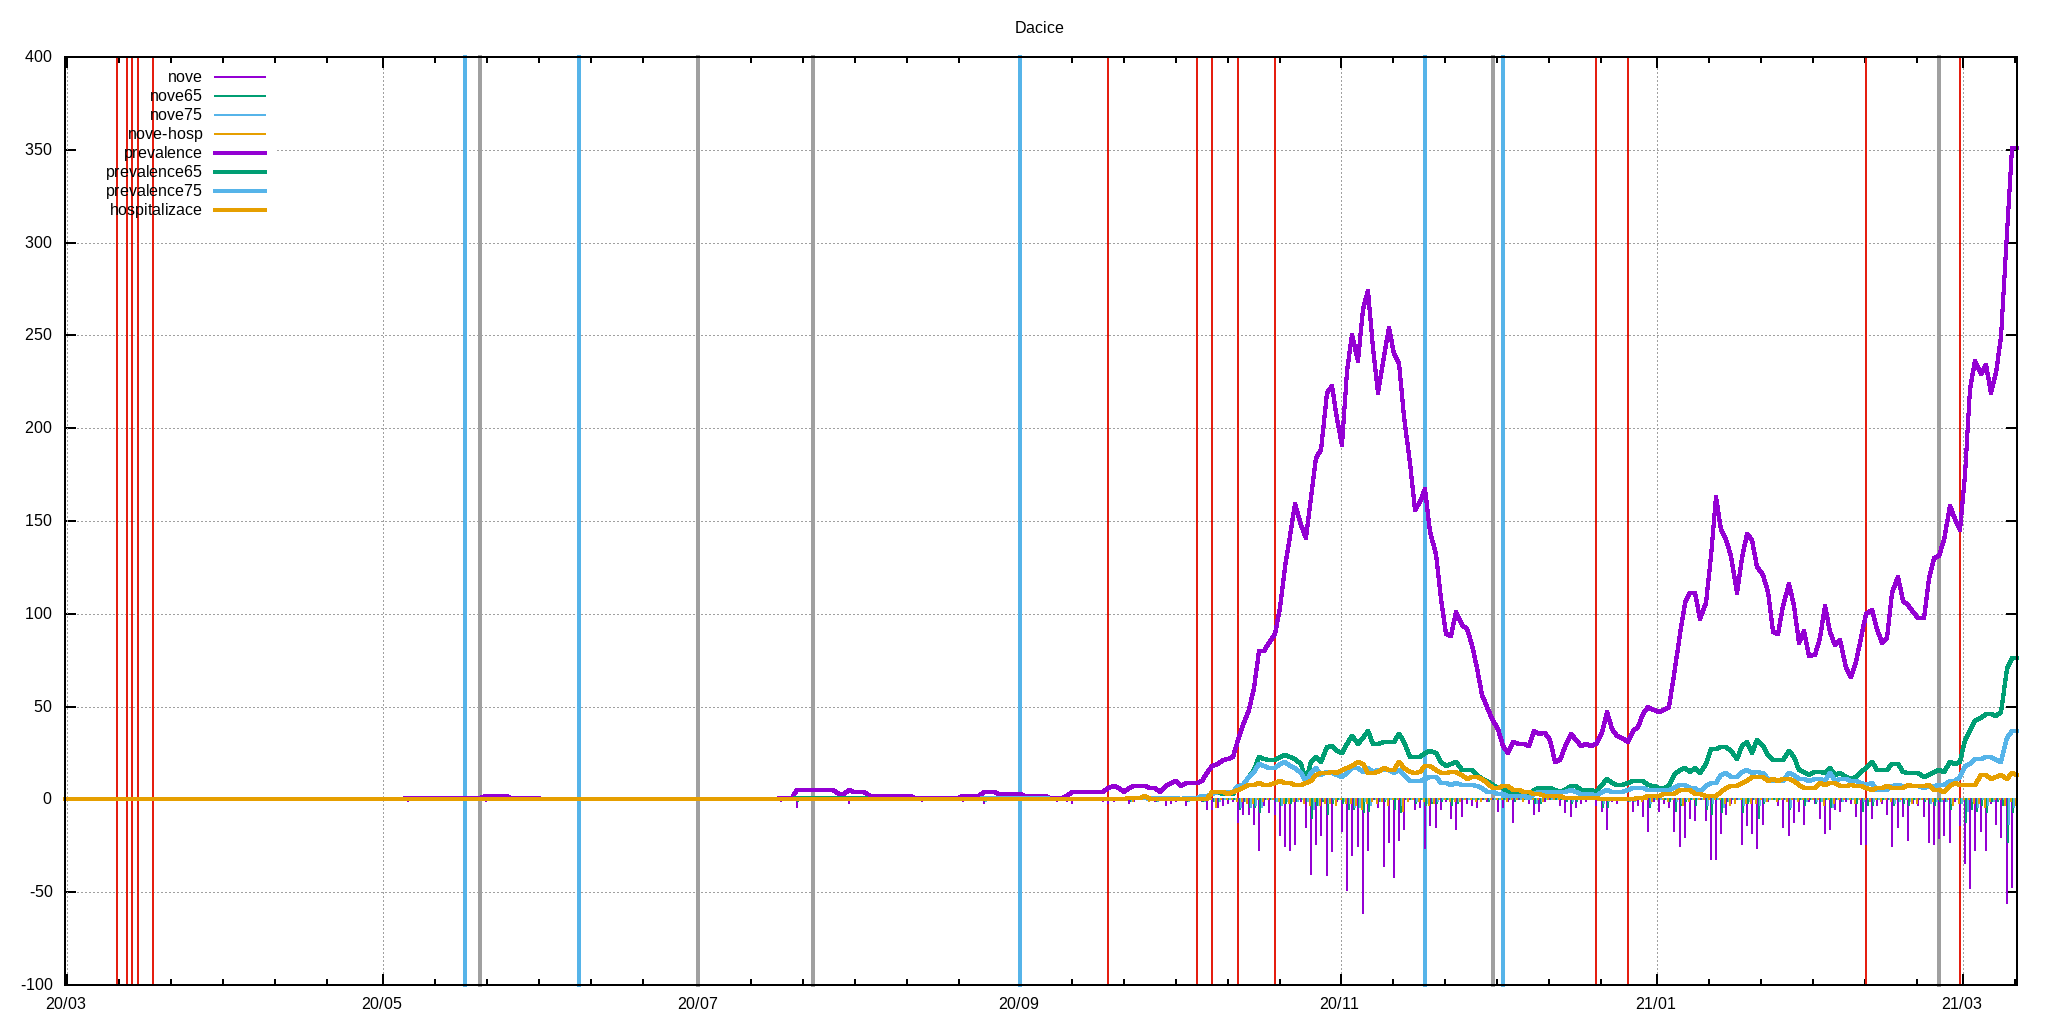 Dacice
400
350
300
250
200
150
100
50
0
-50
-100
nove
nove65
nove75
nove-hosp
prevalence
prevalence65
prevalence75
hospitalizace
20/03 20/05 20/07 20/09 20/11 21/01 21/03